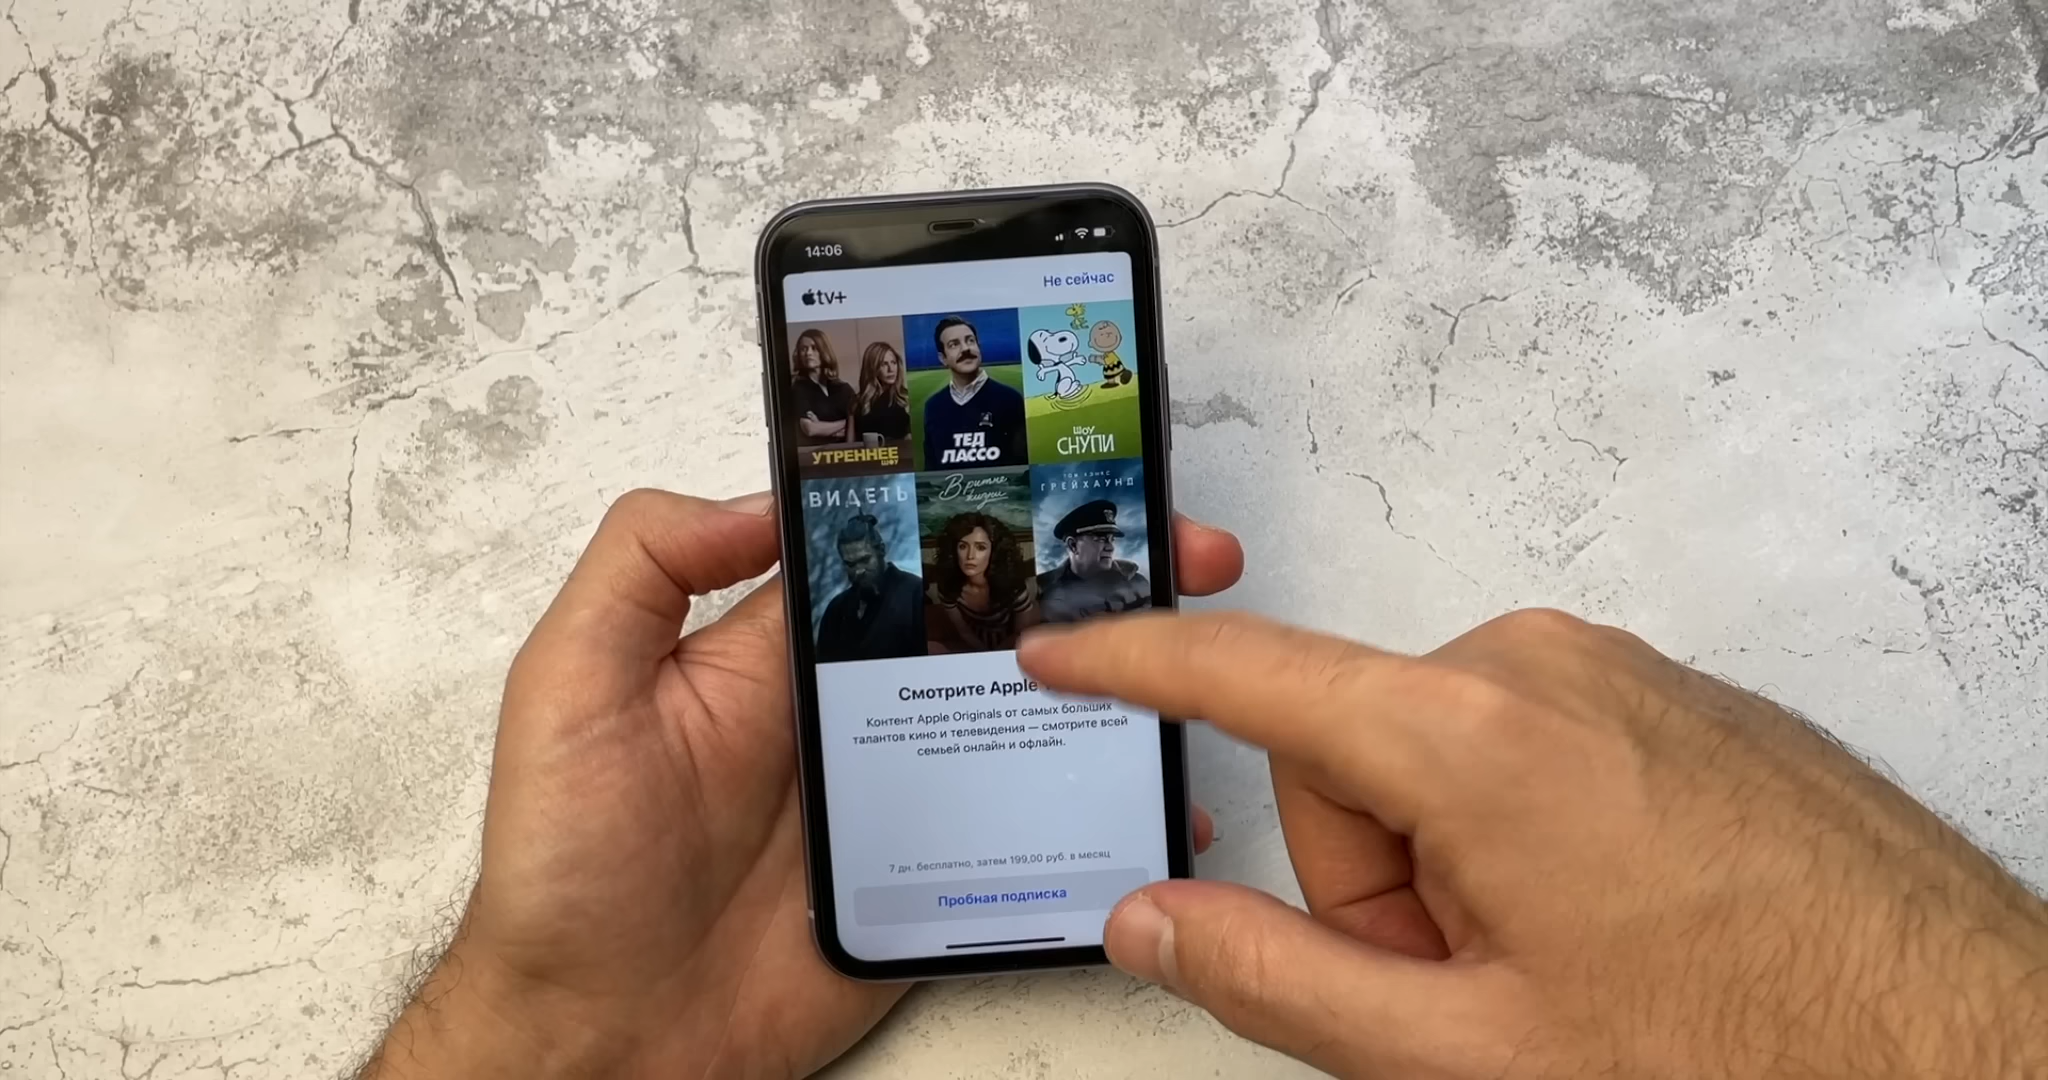 14:06
tv+
Не сейчас
УТРЕННЕЕ
ШОУ
ТЕД
ЛАССО
ШОУ
СНУПИ
ВИДЕТЬ
В ритме
жизни
ТОМ ХЭНКС
ГРЕЙХАУНД
Смотрите Apple
Контент Apple Originals от самых больших
талантов кино и телевидения — смотрите всей
семьей онлайн и офлайн.
7 дн. бесплатно, затем 199,00 руб. в месяц
Пробная подписка